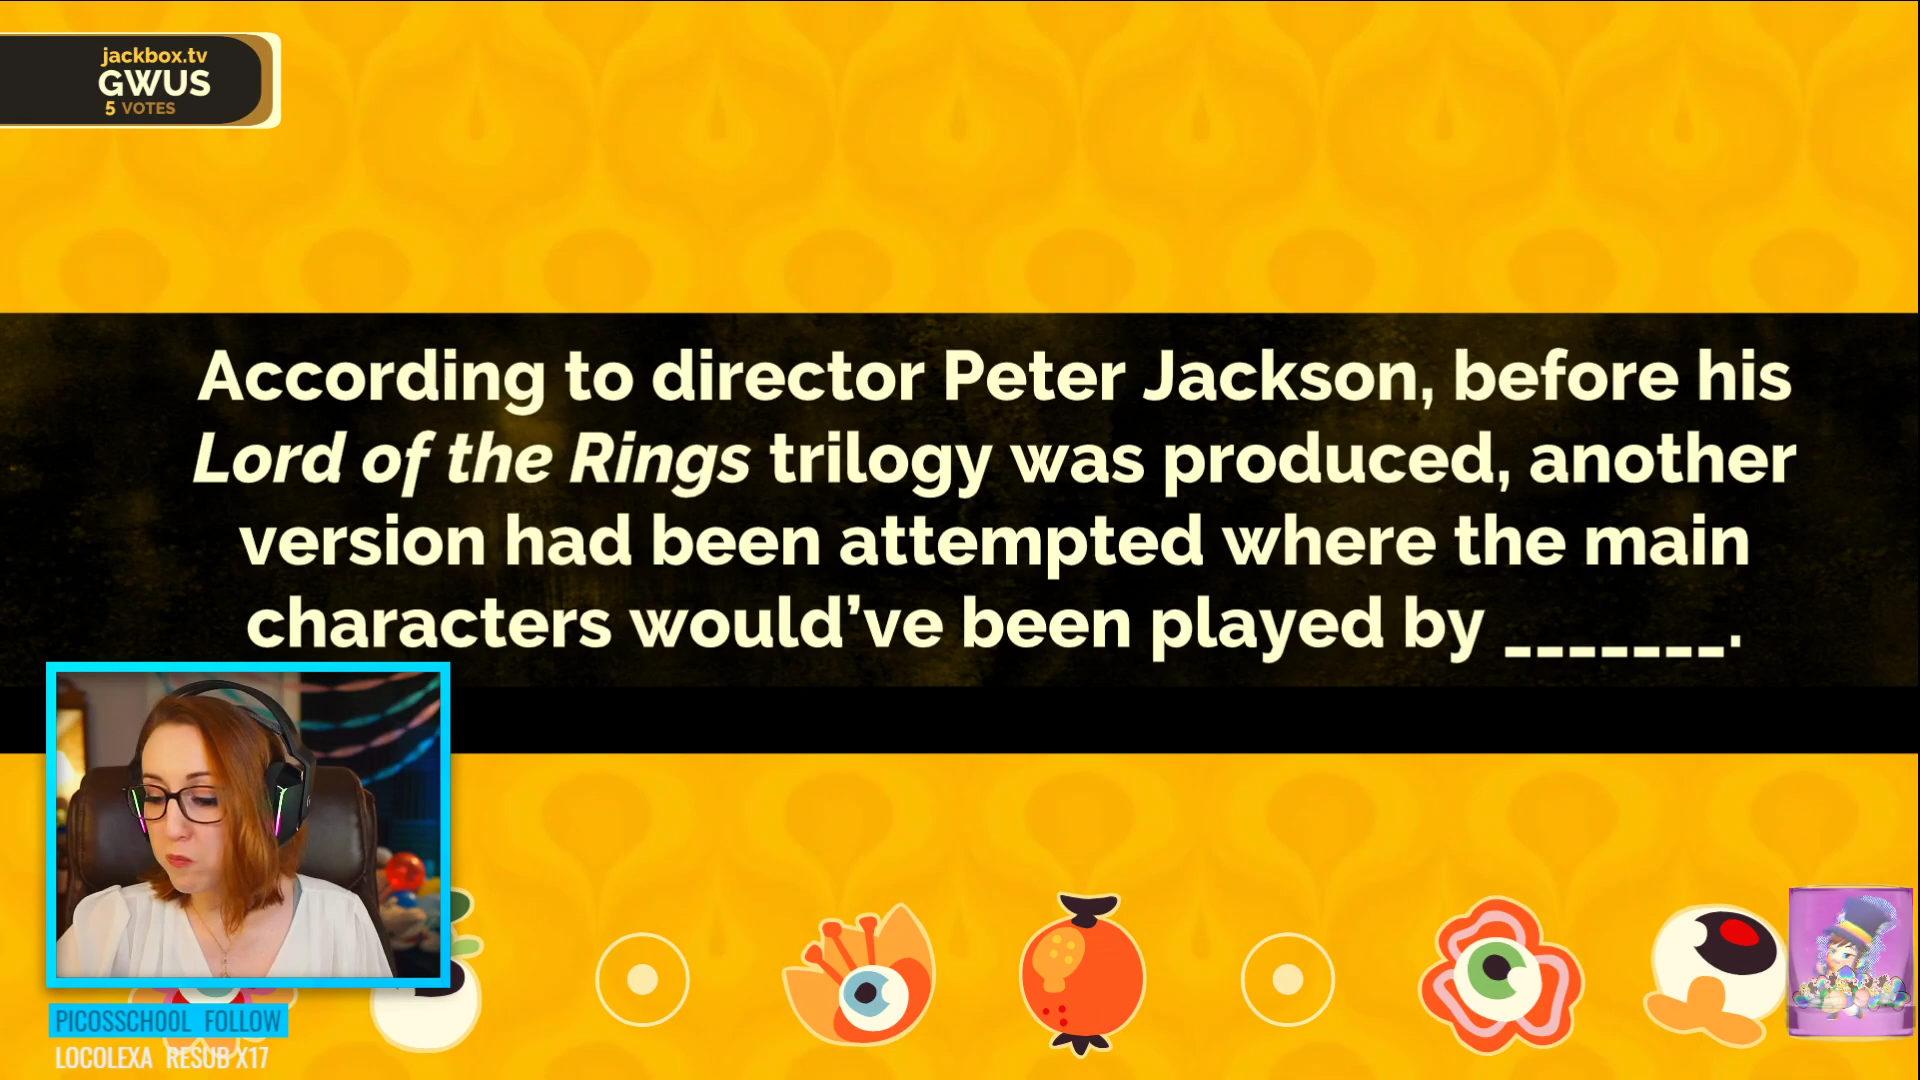 jackbox.tv
GWUS
5 VOTES
According to director Peter Jackson, before his
Lord of the Rings trilogy was produced, another
version had been attempted where the main
characters would’ve been played by _______.
PICOSSCHOOL FOLLOW
LOCOLEXA RESUB X17